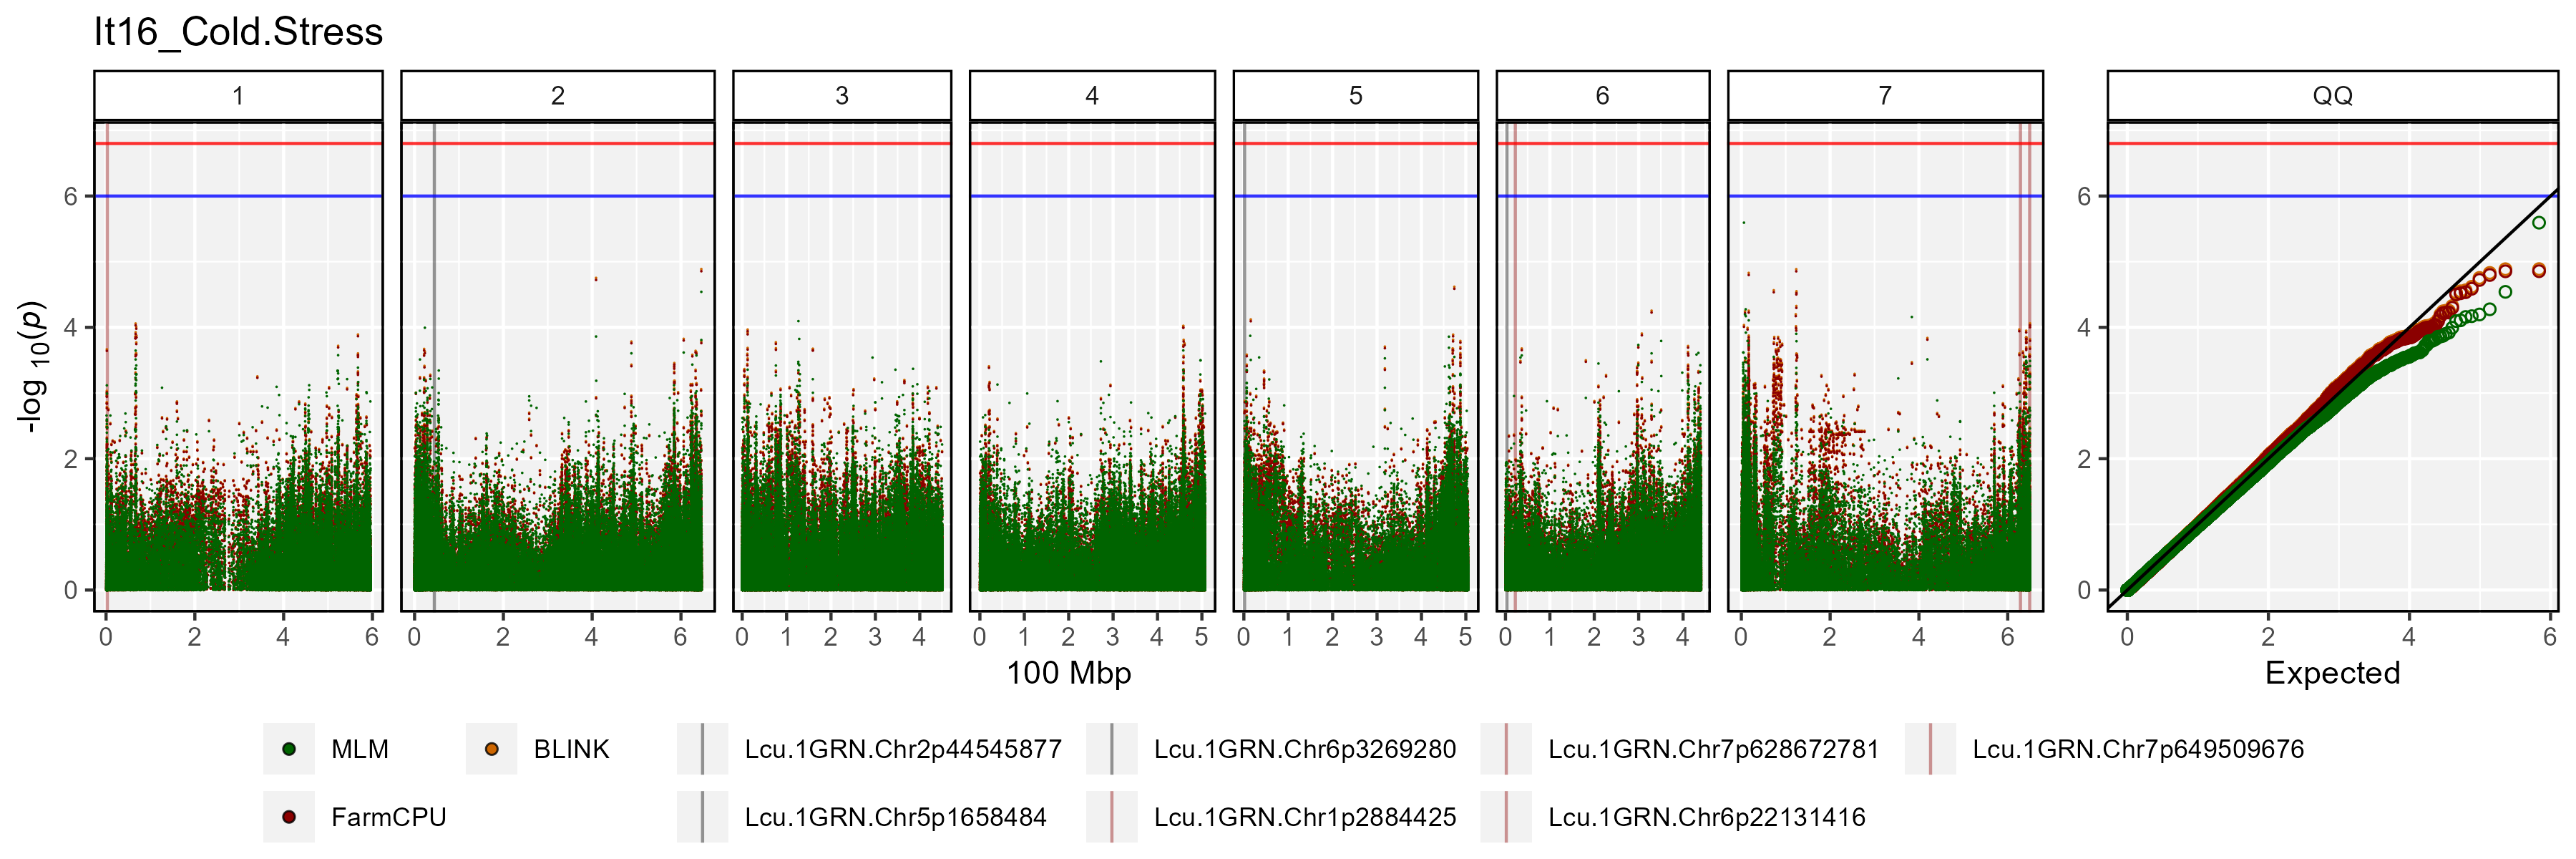 It16_Cold.Stress
1 2 3 4 5 6 7 QQ
-log 10(p)
6
4
2
0
6
4
2
0
0 2 4 6 0 2 4 6 0 1 2 3 4 0 1 2 3 4 5 0 1 2 3 4 5 0 1 2 3 4 0 2 4 6 0 2 4 6
100 Mbp Expected
MLM BLINK Lcu.1GRN.Chr2p44545877 Lcu.1GRN.Chr6p3269280 Lcu.1GRN.Chr7p628672781 Lcu.1GRN.Chr7p649509676
FarmCPU Lcu.1GRN.Chr5p1658484 Lcu.1GRN.Chr1p2884425 Lcu.1GRN.Chr6p22131416